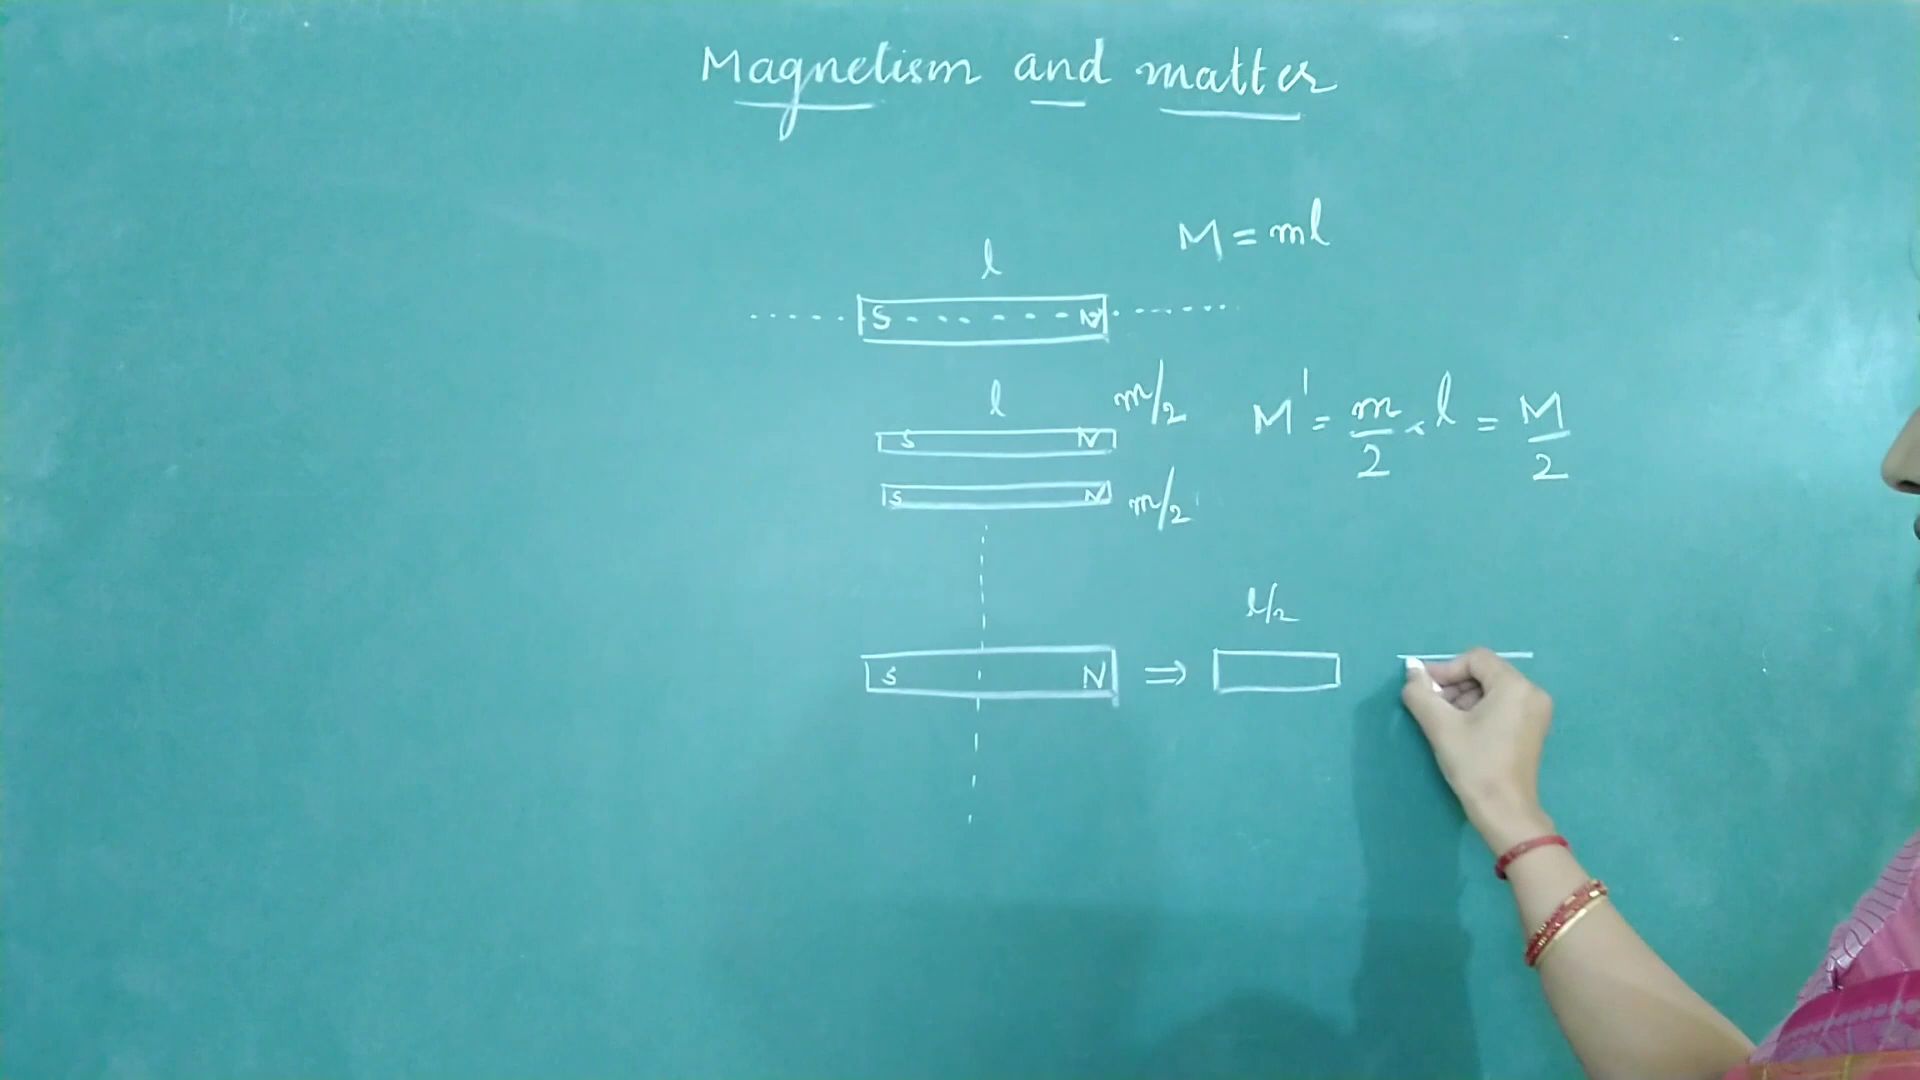 Magnetism and matter
M = ml
l
S N
l m/2 M' = m/2 × l = M/2
S N
S N m/2
l/2
S N ⇒